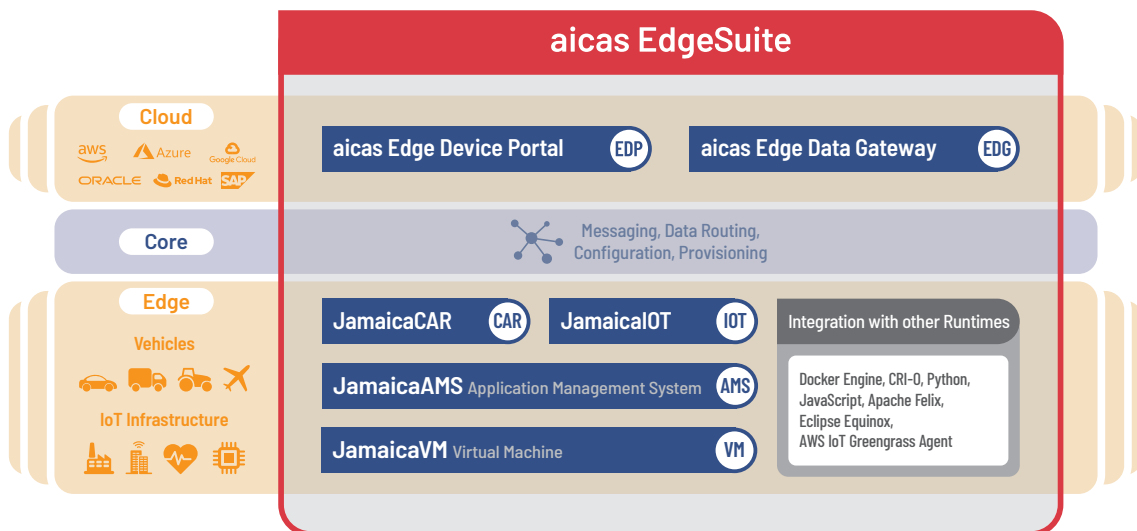 aicas EdgeSuite
Cloud
aws
Azure
Google Cloud
ORACLE
Red Hat
SAP
aicas Edge Device Portal EDP
aicas Edge Data Gateway EDG
Core
Messaging, Data Routing,
Configuration, Provisioning
Edge
Vehicles
IoT Infrastructure
JamaicaCAR CAR
JamaicaIOT IOT
JamaicaAMS Application Management System AMS
JamaicaVM Virtual Machine VM
Integration with other Runtimes
Docker Engine, CRI-O, Python,
JavaScript, Apache Felix,
Eclipse Equinox,
AWS IoT Greengrass Agent